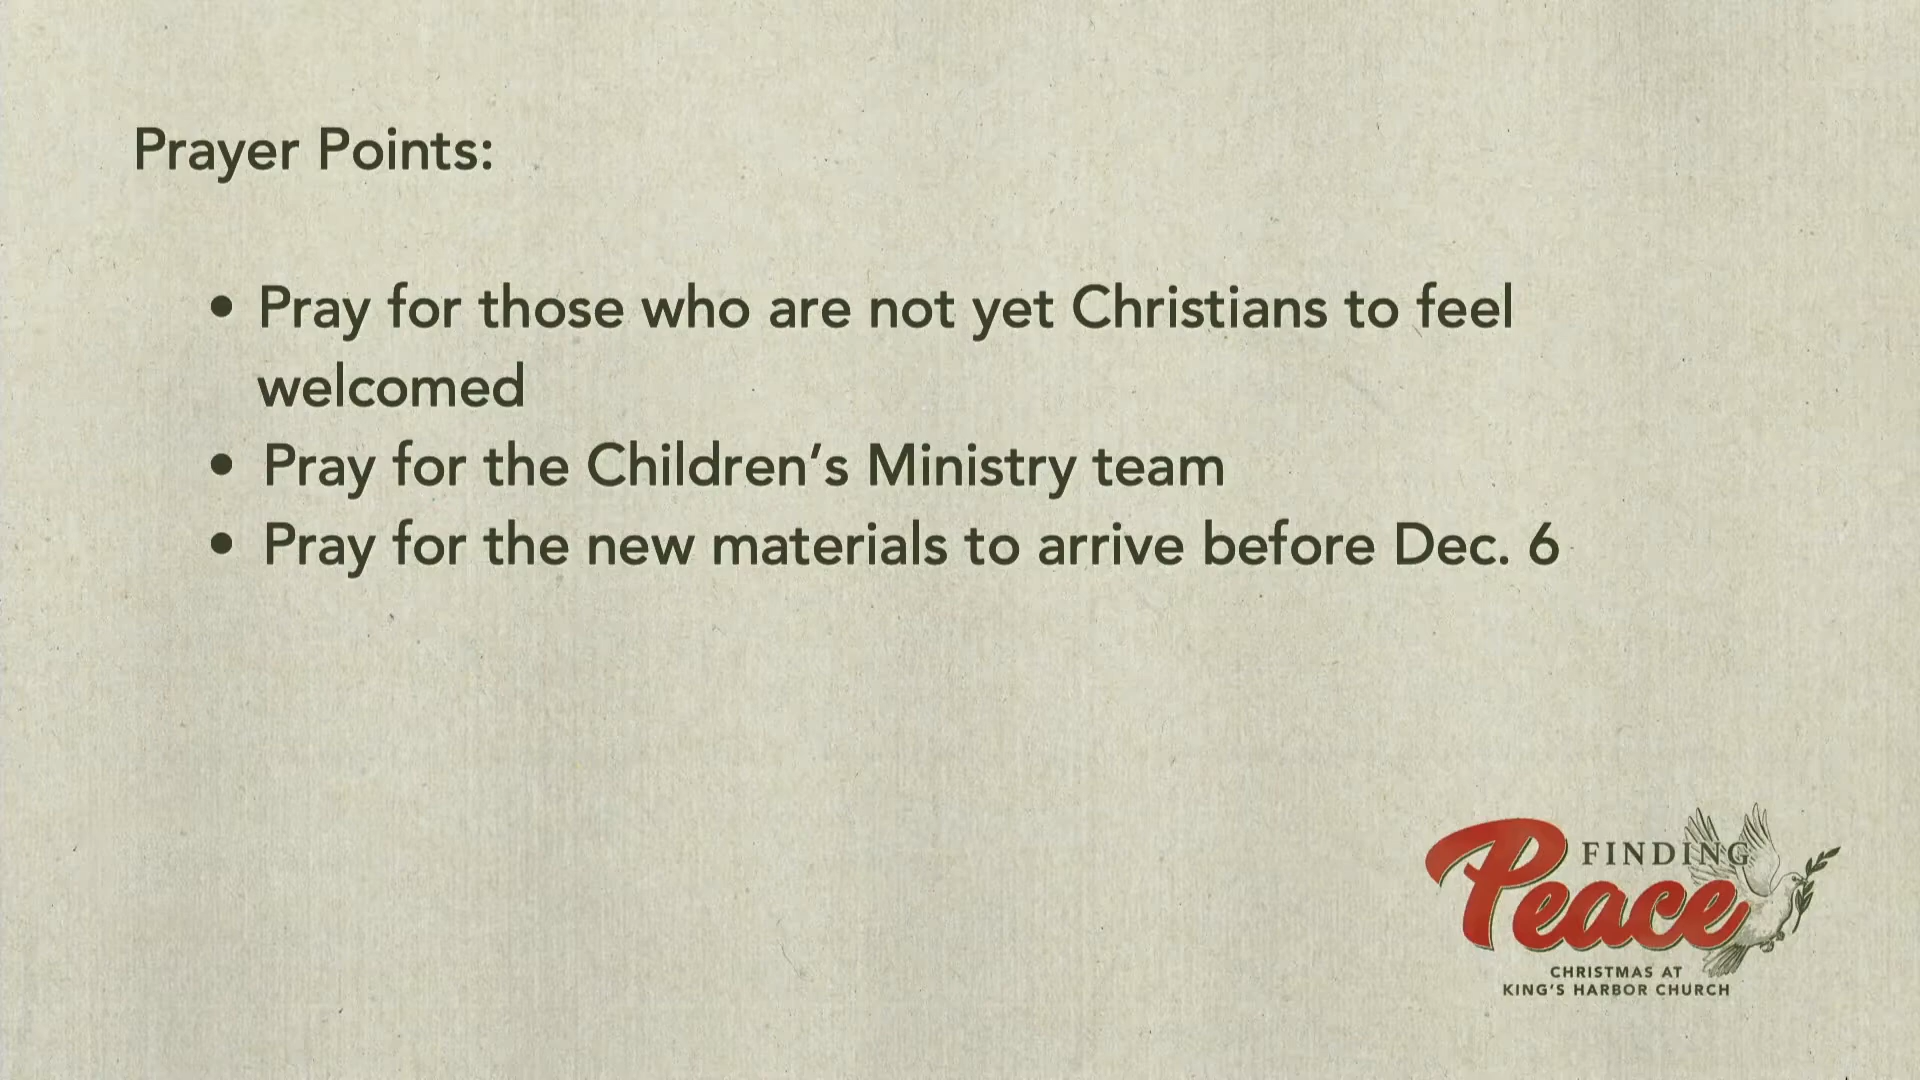 Prayer Points:
• Pray for those who are not yet Christians to feel
welcomed
• Pray for the Children’s Ministry team
• Pray for the new materials to arrive before Dec. 6
FINDING
Peace
CHRISTMAS AT
KING’S HARBOR CHURCH